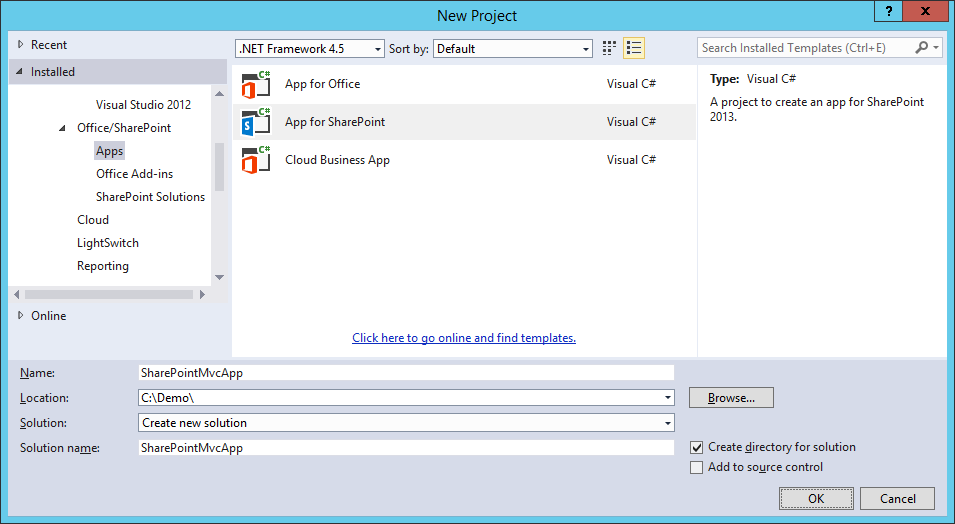 New Project
?
x
Recent
Installed
Visual Studio 2012
Office/SharePoint
Apps
Office Add-ins
SharePoint Solutions
Cloud
LightSwitch
Reporting
Online
.NET Framework 4.5
Sort by: Default
Search Installed Templates (Ctrl+E)
C# App for Office Visual C#
C# App for SharePoint Visual C#
C# Cloud Business App Visual C#
Click here to go online and find templates.
Type: Visual C#
A project to create an app for SharePoint
2013.
Name: SharePointMvcApp
Location: C:\Demo\ Browse...
Solution: Create new solution
Solution name: SharePointMvcApp
Create directory for solution
Add to source control
OK Cancel